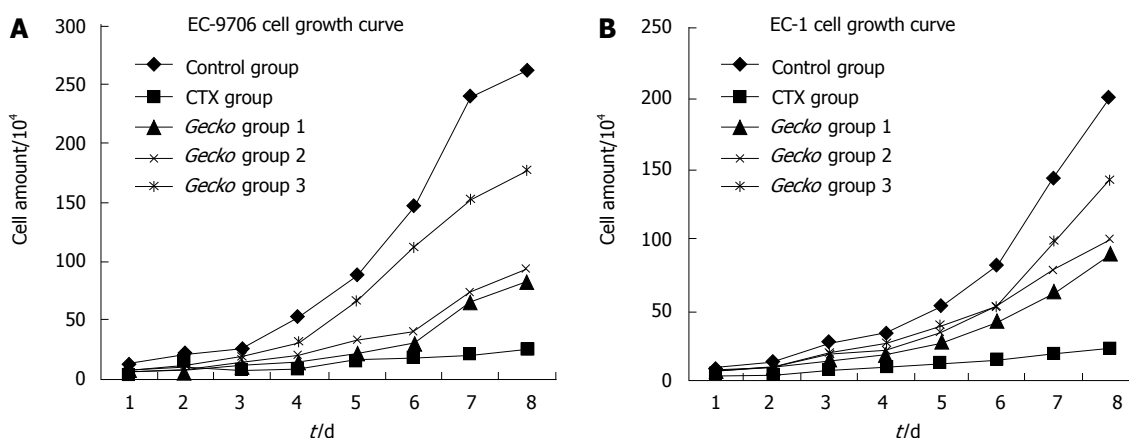 A
EC-9706 cell growth curve
300
250
200
150
100
50
0
Cell amount/10⁴
Control group
CTX group
Gecko group 1
Gecko group 2
Gecko group 3
1 2 3 4 5 6 7 8
t/d
B
EC-1 cell growth curve
250
200
150
100
50
0
Cell amount/10⁴
Control group
CTX group
Gecko group 1
Gecko group 2
Gecko group 3
1 2 3 4 5 6 7 8
t/d